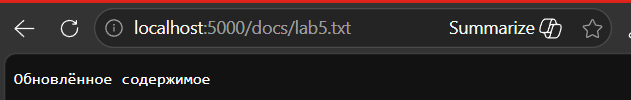 localhost:5000/docs/lab5.txt Summarize
Обновлённое содержимое